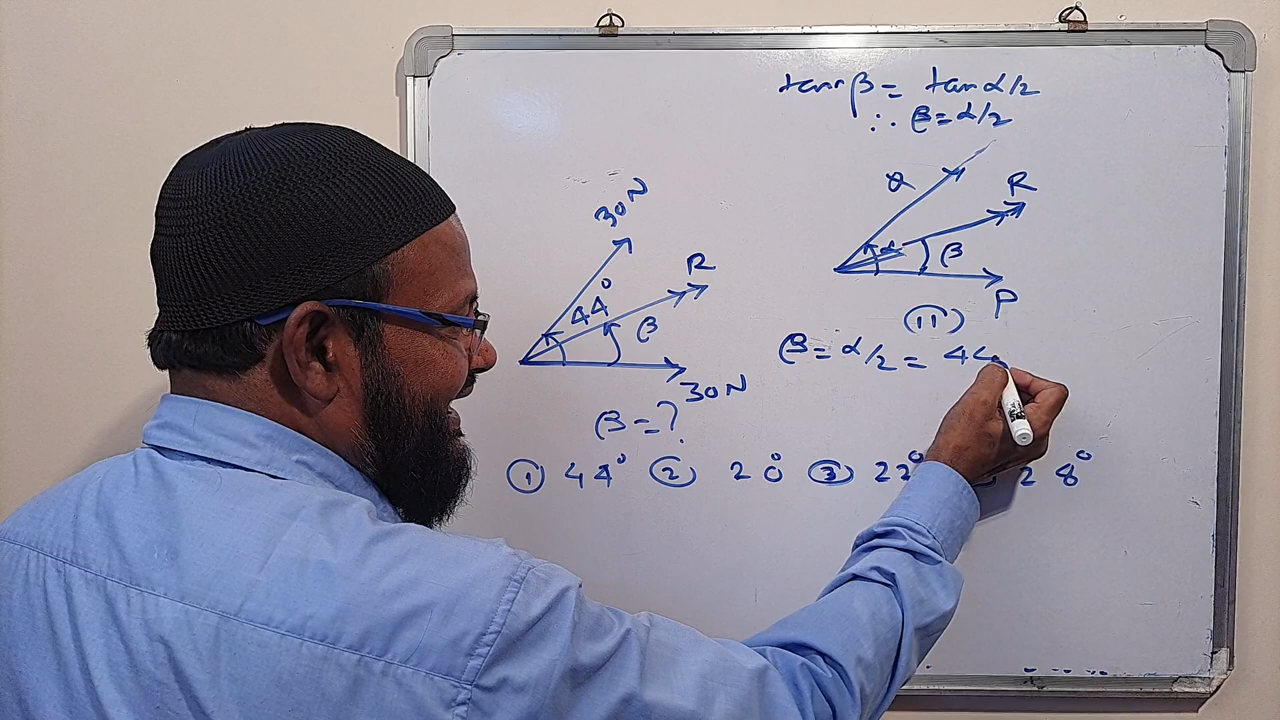 tan β = tan α/2
∴ β = α/2
30N
44°
R
β
30N
β = ?
Q
R
α
β
P
(II)
β = α/2 = 44
① 44° ② 20° ③ 22° 28°